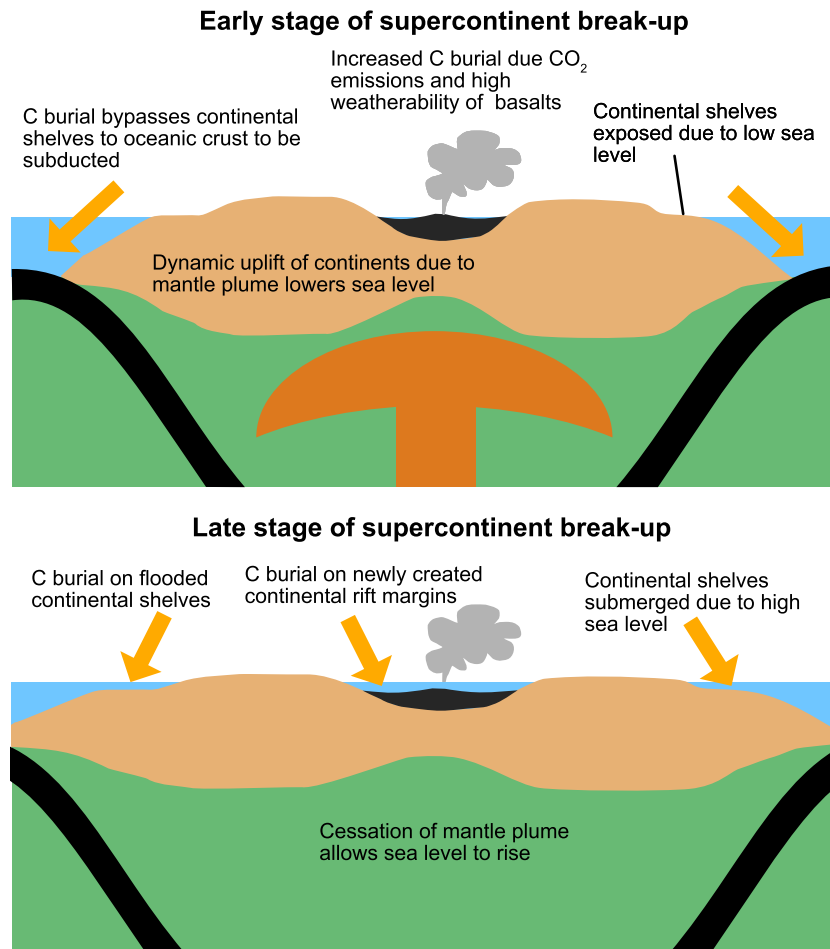 Early stage of supercontinent break-up
Increased C burial due CO₂
emissions and high
weatherability of basalts
C burial bypasses continental
shelves to oceanic crust to be
subducted
Continental shelves
exposed due to low sea
level
Dynamic uplift of continents due to
mantle plume lowers sea level
Late stage of supercontinent break-up
C burial on flooded
continental shelves
C burial on newly created
continental rift margins
Continental shelves
submerged due to high
sea level
Cessation of mantle plume
allows sea level to rise